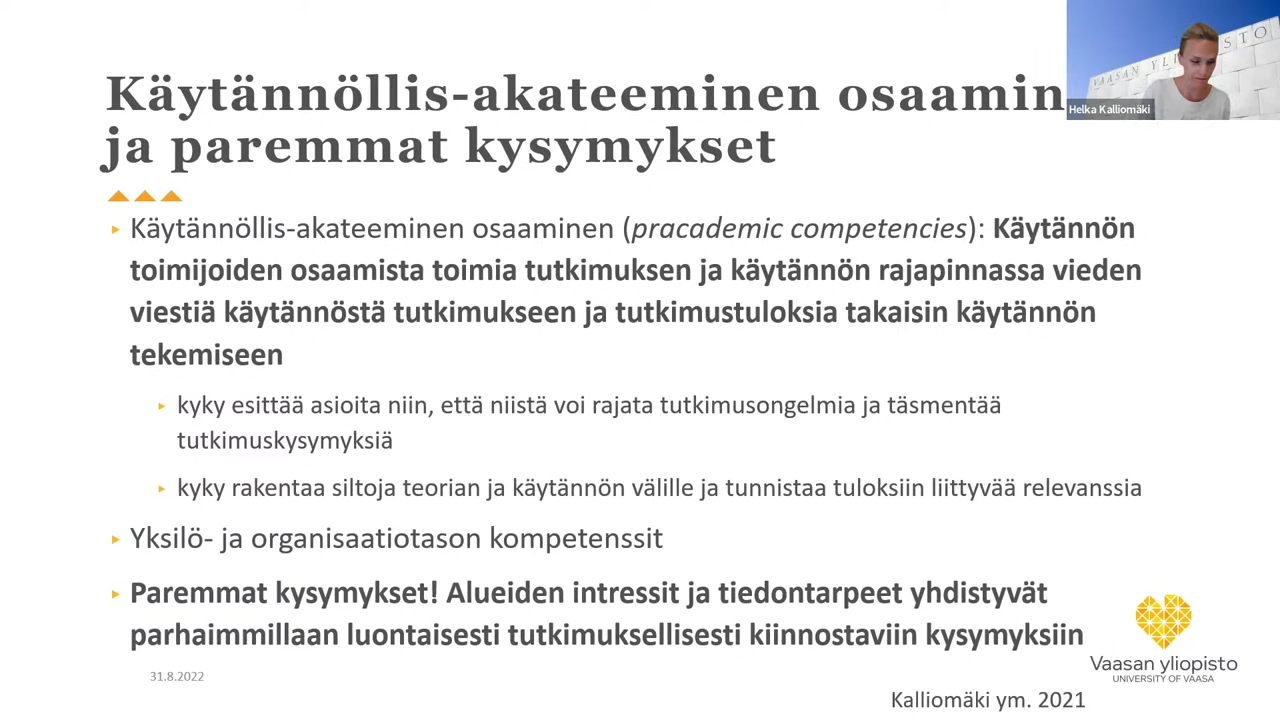 Käytännöllis-akateeminen osaamin
ja paremmat kysymykset
VAASAN YLIOPISTO
Helka Kalliomäki
Käytännöllis-akateeminen osaaminen (pracademic competencies): Käytännön
toimijoiden osaamista toimia tutkimuksen ja käytännön rajapinnassa vieden
viestiä käytännöstä tutkimukseen ja tutkimustuloksia takaisin käytännön
tekemiseen
kyky esittää asioita niin, että niistä voi rajata tutkimusongelmia ja täsmentää
tutkimuskysymyksiä
kyky rakentaa siltoja teorian ja käytännön välille ja tunnistaa tuloksiin liittyvää relevanssia
Yksilö- ja organisaatiotason kompetenssit
Paremmat kysymykset! Alueiden intressit ja tiedontarpeet yhdistyvät
parhaimmillaan luontaisesti tutkimuksellisesti kiinnostaviin kysymyksiin
31.8.2022
Vaasan yliopisto
UNIVERSITY OF VAASA
Kalliomäki ym. 2021